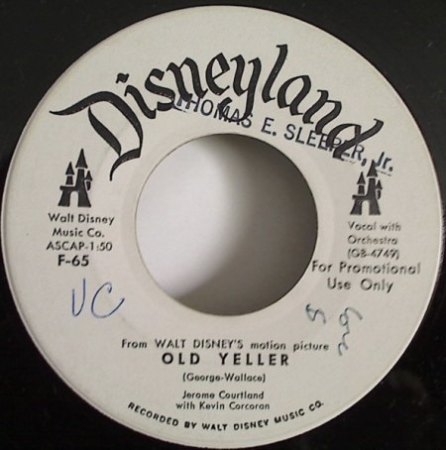 Disneyland
THOMAS E. SLEEPER, Jr.
Walt Disney
Music Co.
ASCAP-1:50
F-65
Vocal with
Orchestra
(GB-4749)
For Promotional
Use Only
VC
From WALT DISNEY'S motion picture
OLD YELLER
(George-Wallace)
Jerome Courtland
with Kevin Corcoran
RECORDED BY WALT DISNEY MUSIC CO.